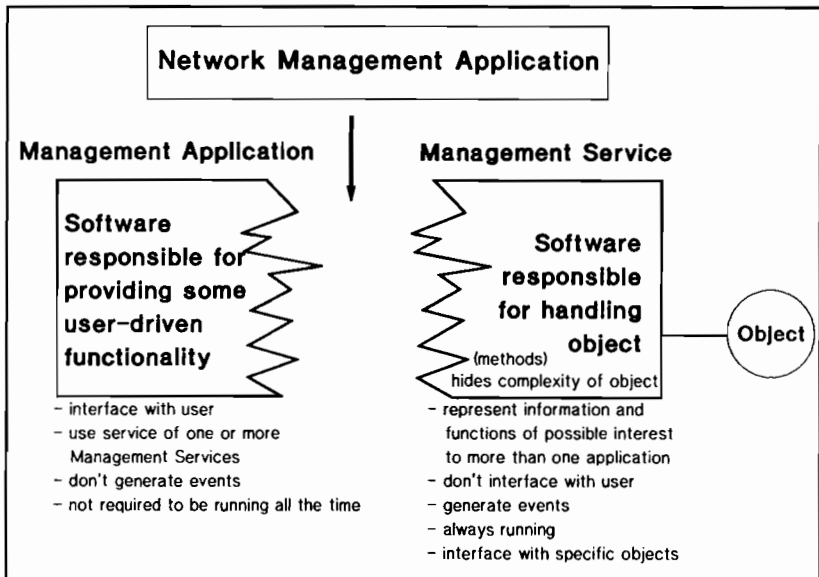 Network Management Application
Management Application
Software
responsible for
providing some
user-driven
functionality
- interface with user
- use service of one or more
Management Services
- don't generate events
- not required to be running all the time
Management Service
Software
responsible
for handling
object
(methods)
hides complexity of object
Object
- represent information and
functions of possible interest
to more than one application
- don't interface with user
- generate events
- always running
- interface with specific objects